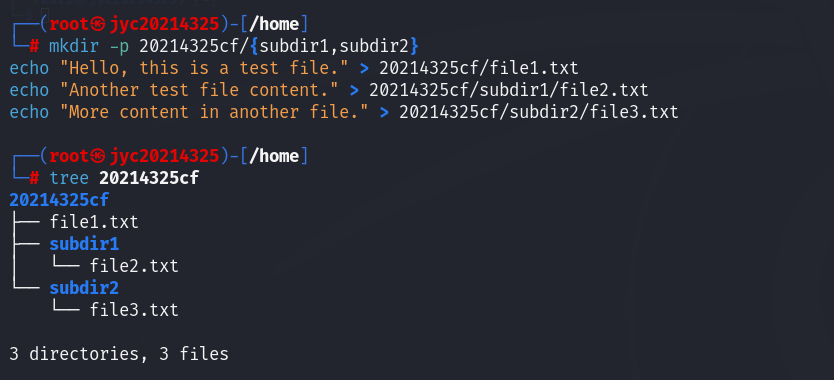 ┌──(root㉿jyc20214325)-[/home]
└─# mkdir -p 20214325cf/{subdir1,subdir2}
echo "Hello, this is a test file." > 20214325cf/file1.txt
echo "Another test file content." > 20214325cf/subdir1/file2.txt
echo "More content in another file." > 20214325cf/subdir2/file3.txt
┌──(root㉿jyc20214325)-[/home]
└─# tree 20214325cf
20214325cf
├── file1.txt
├── subdir1
│   └── file2.txt
└── subdir2
    └── file3.txt
3 directories, 3 files